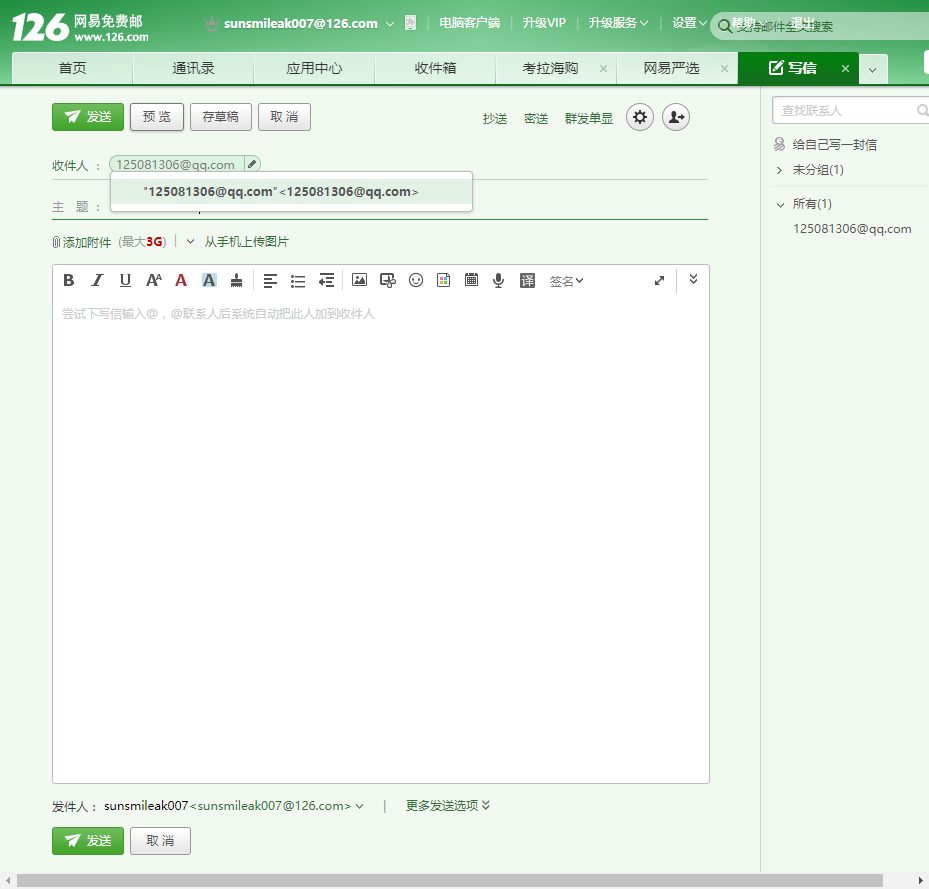 126 网易免费邮
www.126.com
sunsmileak007@126.com
电脑客户端
升级VIP
升级服务
设置
帮助
退出
支持邮件全文搜索
首页
通讯录
应用中心
收件箱
考拉海购
网易严选
写信
发送
预 览
存草稿
取 消
抄送
密送
群发单显
查找联系人
给自己写一封信
未分组(1)
所有(1)
125081306@qq.com
收件人：
125081306@qq.com
"125081306@qq.com"<125081306@qq.com>
主 题：
添加附件 (最大3G)
从手机上传图片
B I U A A A A 译 签名
尝试下写信输入@，@联系人后系统自动把此人加到收件人
发件人：sunsmileak007<sunsmileak007@126.com>
更多发送选项
发送
取 消